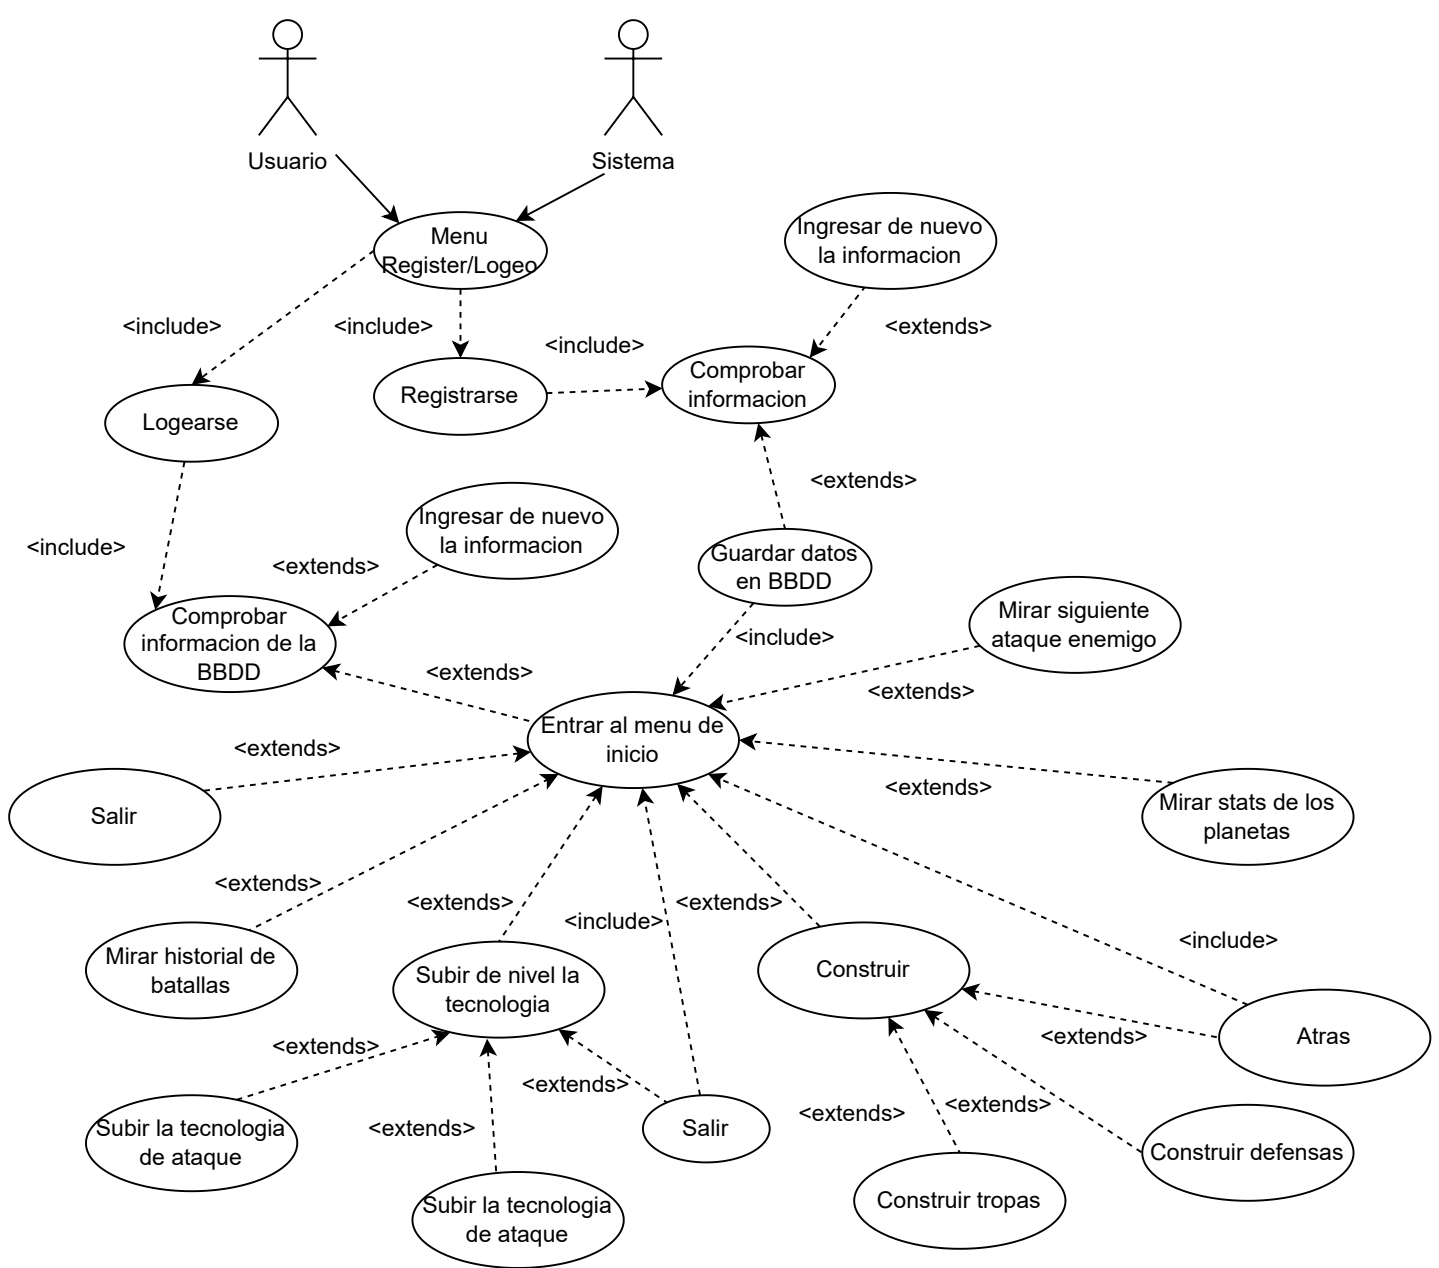 Usuario
Sistema
Menu
Register/Logeo
Ingresar de nuevo
la informacion
<include>
<include>
<extends>
<include>
Comprobar
informacion
Registrarse
Logearse
<extends>
Ingresar de nuevo
la informacion
<include>
<extends>
Guardar datos
en BBDD
Comprobar
informacion de la
BBDD
<include>
Mirar siguiente
ataque enemigo
<extends>
<extends>
Entrar al menu de
inicio
<extends>
<extends>
Salir
Mirar stats de los
planetas
<extends>
<extends>
<include>
<extends>
<include>
Mirar historial de
batallas
Subir de nivel la
tecnologia
Construir
Atras
<extends>
<extends>
<extends>
<extends>
<extends>
<extends>
Subir la tecnologia
de ataque
Salir
Construir defensas
Construir tropas
Subir la tecnologia
de ataque